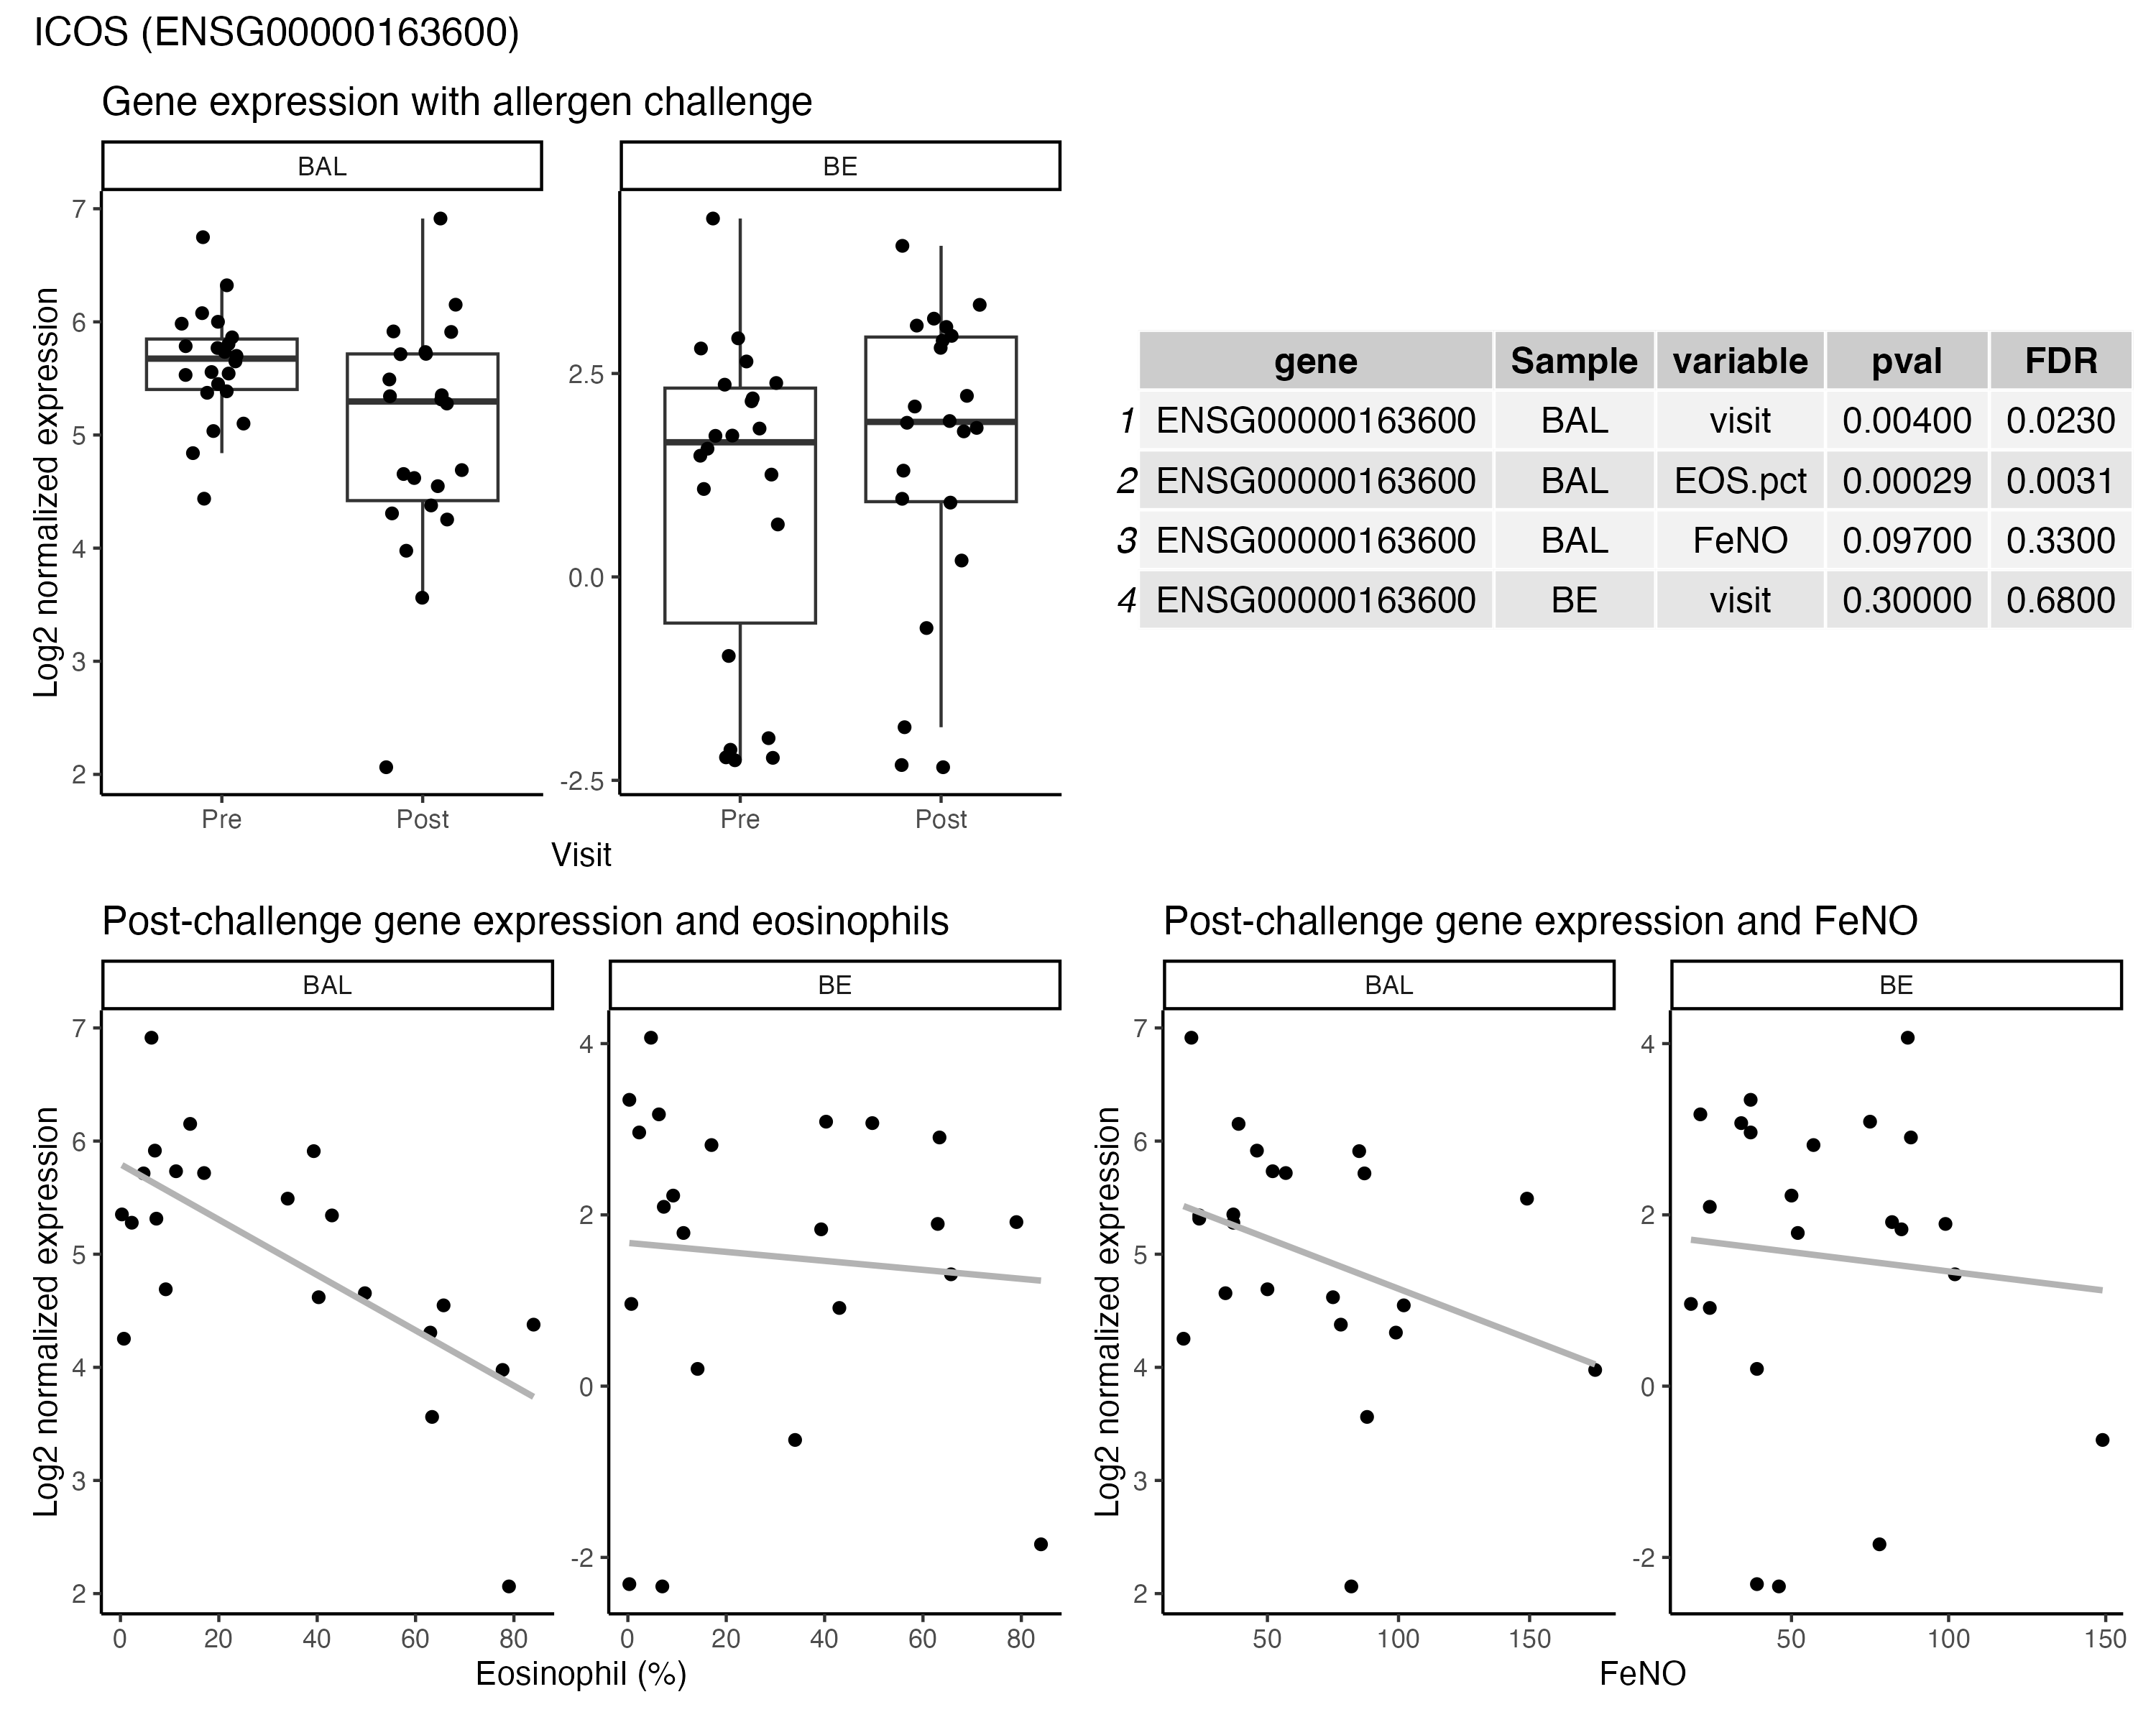 ICOS (ENSG00000163600)
Gene expression with allergen challenge
BAL
BE
Log2 normalized expression
7
6
5
4
3
2
2.5
0.0
-2.5
Pre
Post
Pre
Post
Visit
gene Sample variable pval FDR
1 ENSG00000163600 BAL visit 0.00400 0.0230
2 ENSG00000163600 BAL EOS.pct 0.00029 0.0031
3 ENSG00000163600 BAL FeNO 0.09700 0.3300
4 ENSG00000163600 BE visit 0.30000 0.6800
Post-challenge gene expression and eosinophils
BAL
BE
Log2 normalized expression
7
6
5
4
3
2
4
2
0
-2
0 20 40 60 80
0 20 40 60 80
Eosinophil (%)
Post-challenge gene expression and FeNO
BAL
BE
Log2 normalized expression
7
6
5
4
3
2
4
2
0
-2
50 100 150
50 100 150
FeNO